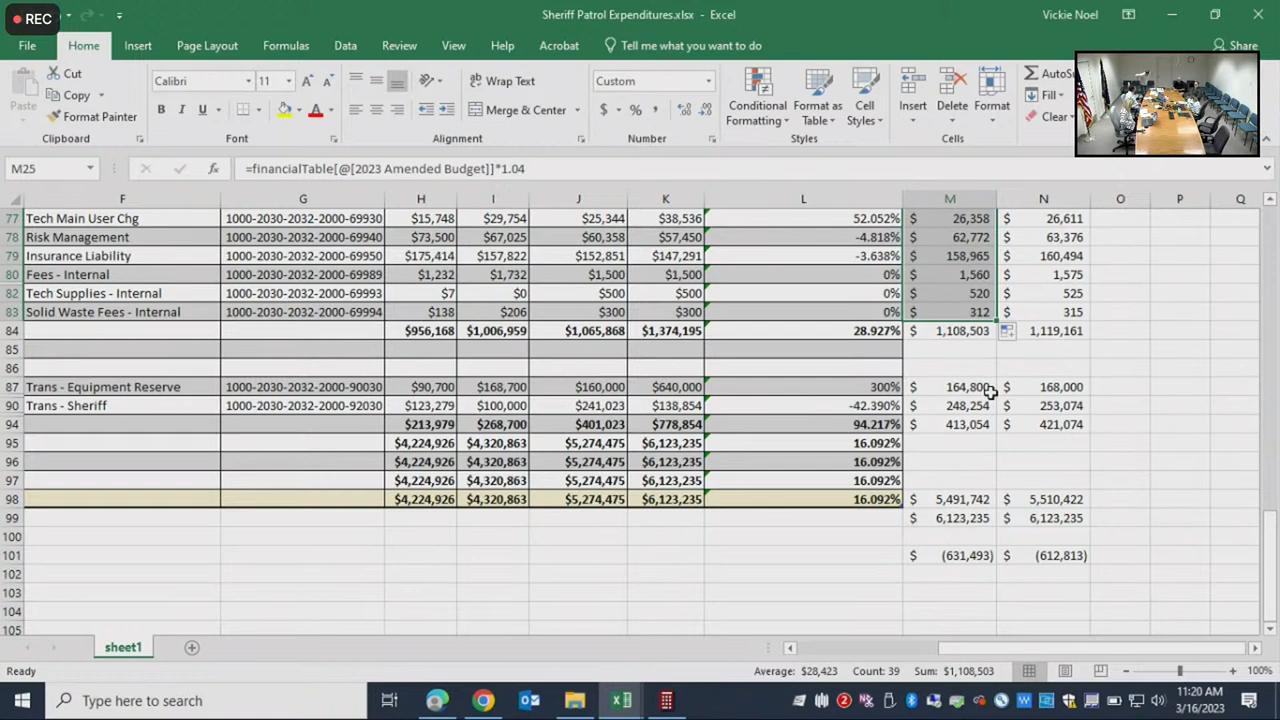 REC
Sheriff Patrol Expenditures.xlsx - Excel
Vickie Noel
File Home Insert Page Layout Formulas Data Review View Help Acrobat Tell me what you want to do Share
Cut
Copy
Format Painter
Paste
Clipboard
Calibri 11
B I U
Font
Wrap Text
Merge & Center
Alignment
Custom
$ % ,
Number
Conditional Formatting
Format as Table
Cell Styles
Styles
Insert Delete Format
Cells
AutoSu
Fill
Clear
M25 fx =financialTable[@[2023 Amended Budget]]*1.04
F G H I J K L M N O P Q
77 Tech Main User Chg 1000-2030-2032-2000-69930 $15,748 $29,754 $25,344 $38,536 52.052% $ 26,358 $ 26,611
78 Risk Management 1000-2030-2032-2000-69940 $73,500 $67,025 $60,358 $57,450 -4.818% $ 62,772 $ 63,376
79 Insurance Liability 1000-2030-2032-2000-69950 $175,414 $157,822 $152,851 $147,291 -3.638% $ 158,965 $ 160,494
80 Fees - Internal 1000-2030-2032-2000-69989 $1,232 $1,732 $1,500 $1,500 0% $ 1,560 $ 1,575
82 Tech Supplies - Internal 1000-2030-2032-2000-69993 $7 $0 $500 $500 0% $ 520 $ 525
83 Solid Waste Fees - Internal 1000-2030-2032-2000-69994 $138 $206 $300 $300 0% $ 312 $ 315
84 $956,168 $1,006,959 $1,065,868 $1,374,195 28.927% $ 1,108,503 1,119,161
85
86
87 Trans - Equipment Reserve 1000-2030-2032-2000-90030 $90,700 $168,700 $160,000 $640,000 300% $ 164,800 $ 168,000
90 Trans - Sheriff 1000-2030-2032-2000-92030 $123,279 $100,000 $241,023 $138,854 -42.390% $ 248,254 $ 253,074
94 $213,979 $268,700 $401,023 $778,854 94.217% $ 413,054 $ 421,074
95 $4,224,926 $4,320,863 $5,274,475 $6,123,235 16.092%
96 $4,224,926 $4,320,863 $5,274,475 $6,123,235 16.092%
97 $4,224,926 $4,320,863 $5,274,475 $6,123,235 16.092%
98 $4,224,926 $4,320,863 $5,274,475 $6,123,235 16.092% $ 5,491,742 $ 5,510,422
99 $ 6,123,235 $ 6,123,235
100
101 $ (631,493) $ (612,813)
102
103
104
105
sheet1
Ready Average: $28,423 Count: 39 Sum: $1,108,503 100%
Type here to search
11:20 AM
3/16/2023